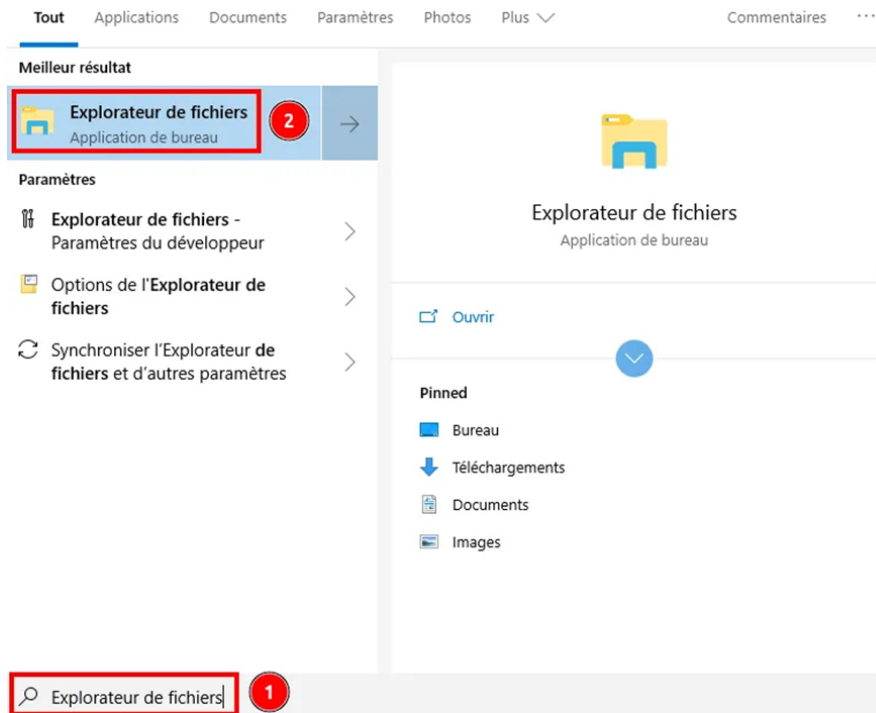 Tout Applications Documents Paramètres Photos Plus Commentaires ...
Meilleur résultat
Explorateur de fichiers
Application de bureau
2
Paramètres
Explorateur de fichiers -
Paramètres du développeur
Options de l'Explorateur de
fichiers
Synchroniser l’Explorateur de
fichiers et d’autres paramètres
Explorateur de fichiers
Application de bureau
Ouvrir
Pinned
Bureau
Téléchargements
Documents
Images
Explorateur de fichiers
1